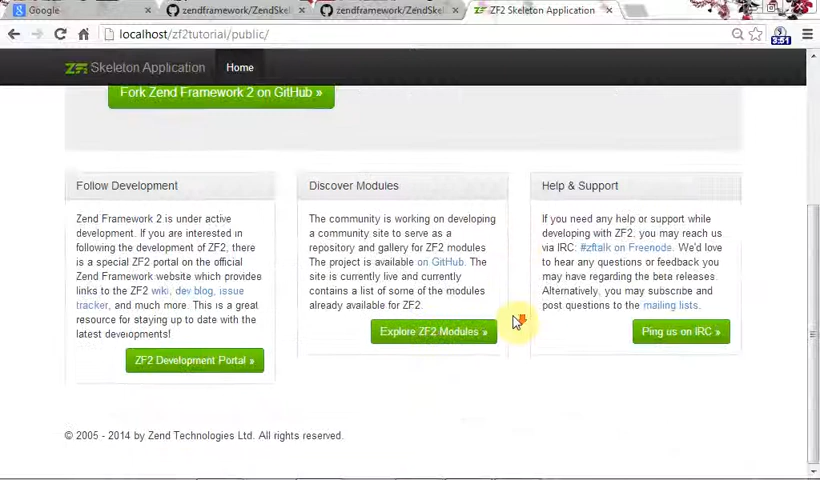 Google
zendframework/ZendSkel
zendframework/ZendSkel
ZF2 Skeleton Application
localhost/zf2tutorial/public/
3:51
Skeleton Application
Home
Fork Zend Framework 2 on GitHub »
Follow Development
Zend Framework 2 is under active
development. If you are interested in
following the development of ZF2, there
is a special ZF2 portal on the official
Zend Framework website which provides
links to the ZF2 wiki, dev blog, issue
tracker, and much more. This is a great
resource for staying up to date with the
latest developments!
ZF2 Development Portal »
Discover Modules
The community is working on developing
a community site to serve as a
repository and gallery for ZF2 modules.
The project is available on GitHub. The
site is currently live and currently
contains a list of some of the modules
already available for ZF2.
Explore ZF2 Modules »
Help & Support
If you need any help or support while
developing with ZF2, you may reach us
via IRC: #zftalk on Freenode. We'd love
to hear any questions or feedback you
may have regarding the beta releases.
Alternatively, you may subscribe and
post questions to the mailing lists.
Ping us on IRC »
© 2005 - 2014 by Zend Technologies Ltd. All rights reserved.